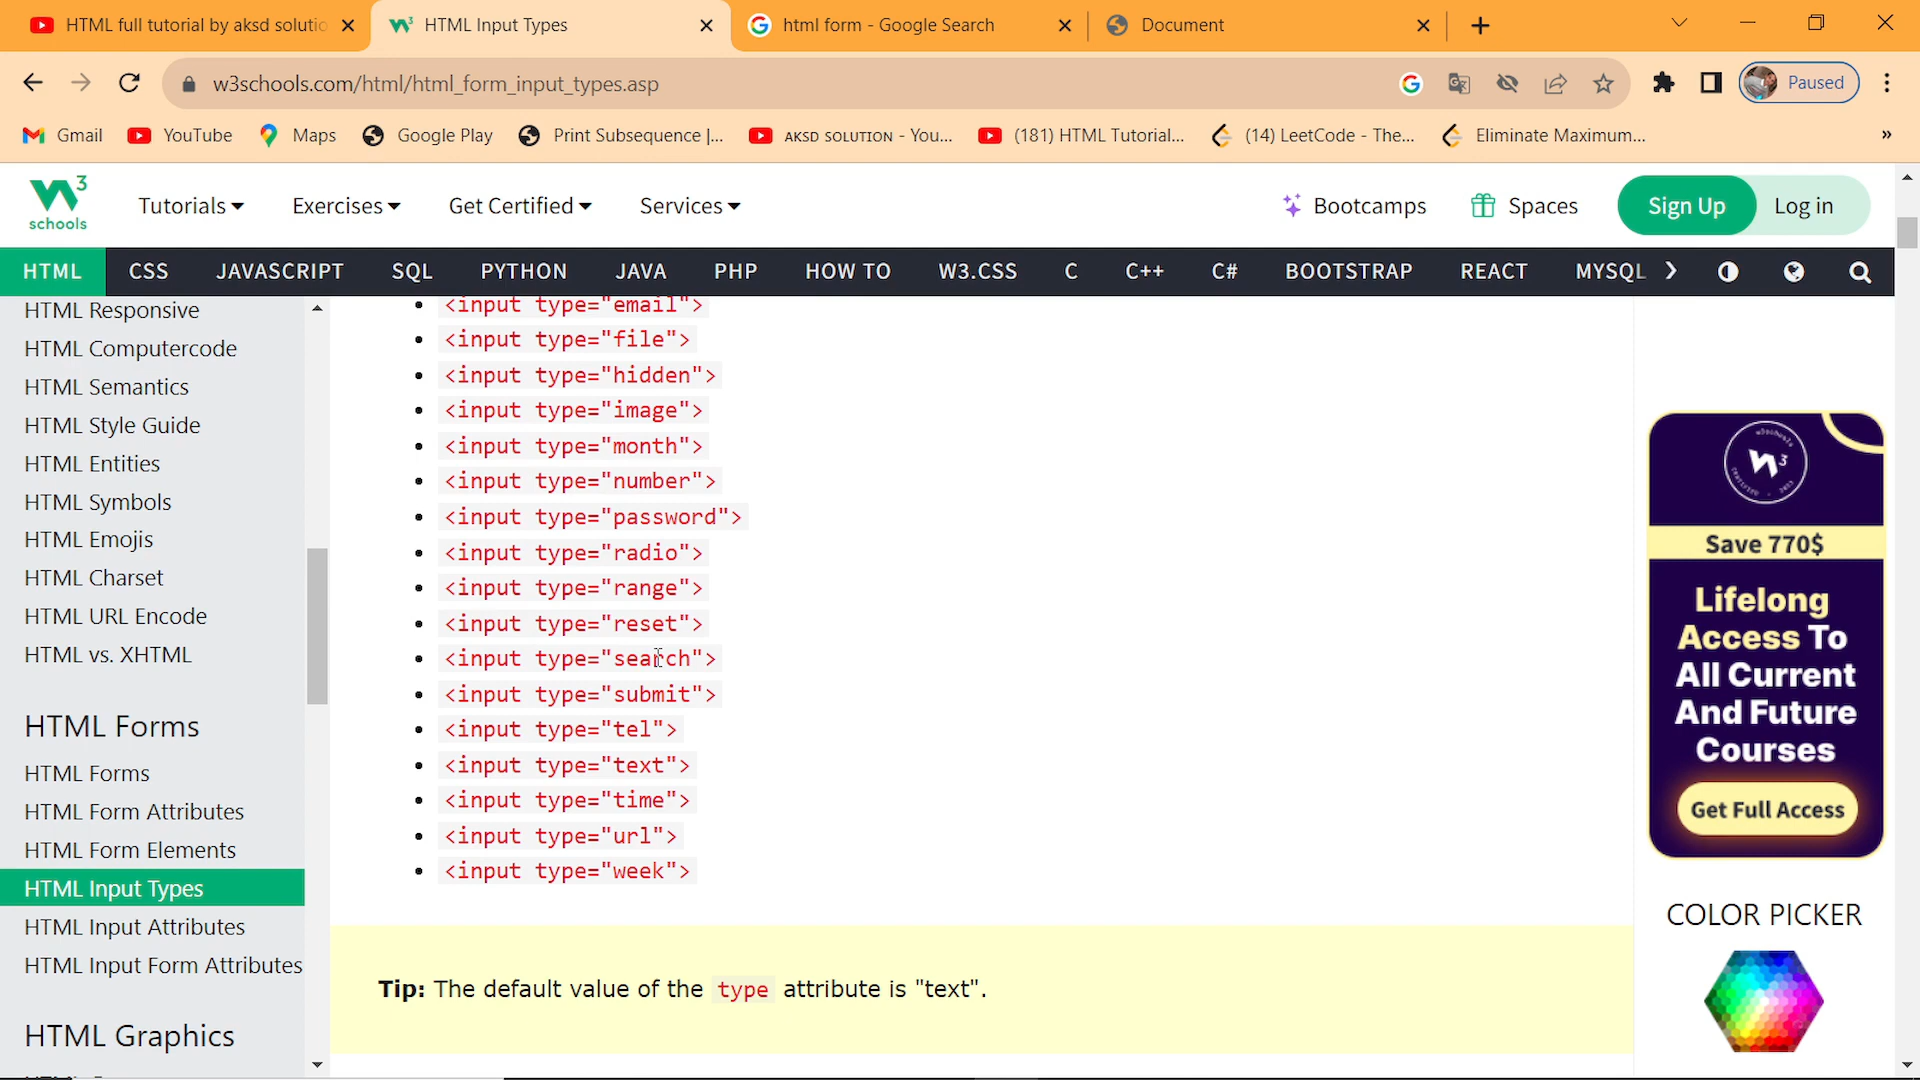 HTML full tutorial by aksd solutio
HTML Input Types
html form - Google Search
Document
w3schools.com/html/html_form_input_types.asp
Paused
Gmail
YouTube
Maps
Google Play
Print Subsequence |...
AKSD SOLUTION - You...
(181) HTML Tutorial...
(14) LeetCode - The...
Eliminate Maximum...
»
3
schools
Tutorials
Exercises
Get Certified
Services
Bootcamps
Spaces
Sign Up
Log in
HTML
CSS
JAVASCRIPT
SQL
PYTHON
JAVA
PHP
HOW TO
W3.CSS
C
C++
C#
BOOTSTRAP
REACT
MYSQL
HTML Responsive
HTML Computercode
HTML Semantics
HTML Style Guide
HTML Entities
HTML Symbols
HTML Emojis
HTML Charset
HTML URL Encode
HTML vs. XHTML
HTML Forms
HTML Forms
HTML Form Attributes
HTML Form Elements
HTML Input Types
HTML Input Attributes
HTML Input Form Attributes
HTML Graphics
<input type="email">
<input type="file">
<input type="hidden">
<input type="image">
<input type="month">
<input type="number">
<input type="password">
<input type="radio">
<input type="range">
<input type="reset">
<input type="search">
<input type="submit">
<input type="tel">
<input type="text">
<input type="time">
<input type="url">
<input type="week">
Tip: The default value of the type attribute is "text".
Save 770$
Lifelong
Access To
All Current
And Future
Courses
Get Full Access
COLOR PICKER